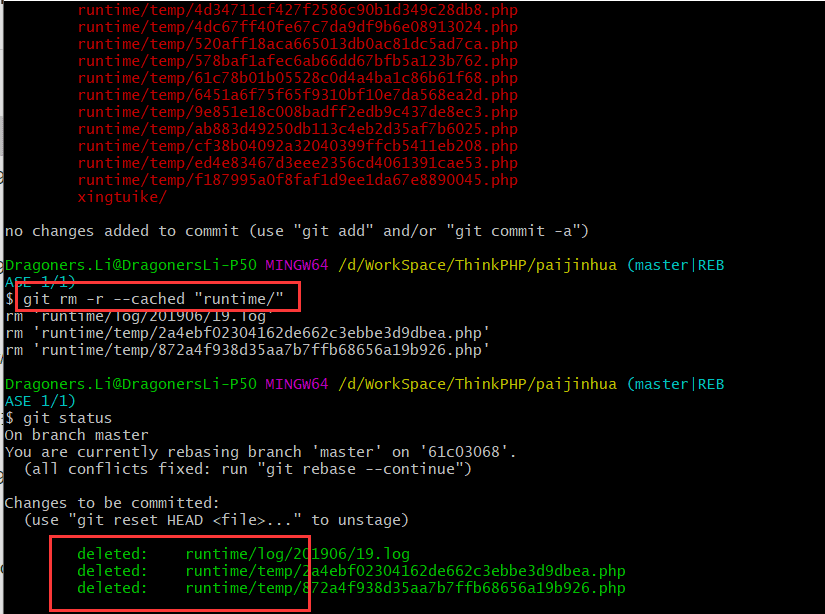 runtime/temp/4d34711cf427f2586c90b1d349c28db8.php
runtime/temp/4dc67ff40fe67c7da9df9b6e08913024.php
runtime/temp/520aff18aca665013db0ac81dc5ad7ca.php
runtime/temp/578baf1afec6ab66dd67bfb5a123b762.php
runtime/temp/61c78b01b05528c0d4a4ba1c86b61f68.php
runtime/temp/6451a6f75f65f9310bf10e7da568ea2d.php
runtime/temp/9e851e18c008badff2edb9c437de8ec3.php
runtime/temp/ab883d49250db113c4eb2d35af7b6025.php
runtime/temp/cf38b04092a32040399ffcb5411eb208.php
runtime/temp/ed4e83467d3eee2356cd4061391cae53.php
runtime/temp/f187995a0f8faf1d9ee1da67e8890045.php
xingtuike/
no changes added to commit (use "git add" and/or "git commit -a")
Dragoners.Li@DragonersLi-P50 MINGW64 /d/WorkSpace/ThinkPHP/paijinhua (master|REB
ASE 1/1)
$ git rm -r --cached "runtime/"
rm 'runtime/log/201906/19.log'
rm 'runtime/temp/2a4ebf02304162de662c3ebbe3d9dbea.php'
rm 'runtime/temp/872a4f938d35aa7b7ffb68656a19b926.php'
Dragoners.Li@DragonersLi-P50 MINGW64 /d/WorkSpace/ThinkPHP/paijinhua (master|REB
ASE 1/1)
$ git status
On branch master
You are currently rebasing branch 'master' on '61c03068'.
(all conflicts fixed: run "git rebase --continue")
Changes to be committed:
(use "git reset HEAD <file>..." to unstage)
deleted: runtime/log/201906/19.log
deleted: runtime/temp/2a4ebf02304162de662c3ebbe3d9dbea.php
deleted: runtime/temp/872a4f938d35aa7b7ffb68656a19b926.php